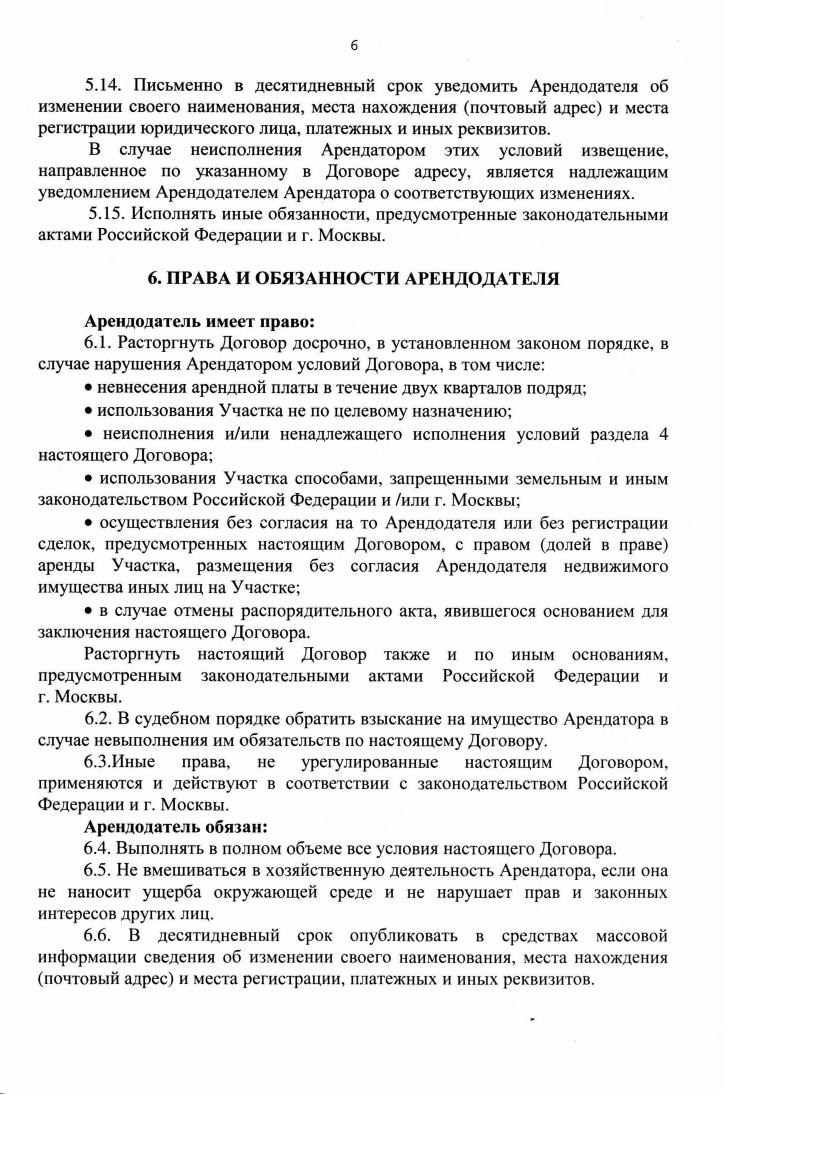 6
5.14. Письменно в десятидневный срок уведомить Арендодателя об
изменении своего наименования, места нахождения (почтовый адрес) и места
регистрации юридического лица, платежных и иных реквизитов.
В случае неисполнения Арендатором этих условий извещение,
направленное по указанному в Договоре адресу, является надлежащим
уведомлением Арендодателем Арендатора о соответствующих изменениях.
5.15. Исполнять иные обязанности, предусмотренные законодательными
актами Российской Федерации и г. Москвы.
6. ПРАВА И ОБЯЗАННОСТИ АРЕНДОДАТЕЛЯ
Арендодатель имеет право:
6.1. Расторгнуть Договор досрочно, в установленном законом порядке, в
случае нарушения Арендатором условий Договора, в том числе:
• невнесения арендной платы в течение двух кварталов подряд;
• использования Участка не по целевому назначению;
• неисполнения и/или ненадлежащего исполнения условий раздела 4
настоящего Договора;
• использования Участка способами, запрещенными земельным и иным
законодательством Российской Федерации и /или г. Москвы;
• осуществления без согласия на то Арендодателя или без регистрации
сделок, предусмотренных настоящим Договором, с правом (долей в праве)
аренды Участка, размещения без согласия Арендодателя недвижимого
имущества иных лиц на Участке;
• в случае отмены распорядительного акта, явившегося основанием для
заключения настоящего Договора.
Расторгнуть настоящий Договор также и по иным основаниям,
предусмотренным законодательными актами Российской Федерации и
г. Москвы.
6.2. В судебном порядке обратить взыскание на имущество Арендатора в
случае невыполнения им обязательств по настоящему Договору.
6.3.Иные права, не урегулированные настоящим Договором,
применяются и действуют в соответствии с законодательством Российской
Федерации и г. Москвы.
Арендодатель обязан:
6.4. Выполнять в полном объеме все условия настоящего Договора.
6.5. Не вмешиваться в хозяйственную деятельность Арендатора, если она
не наносит ущерба окружающей среде и не нарушает прав и законных
интересов других лиц.
6.6. В десятидневный срок опубликовать в средствах массовой
информации сведения об изменении своего наименования, места нахождения
(почтовый адрес) и места регистрации, платежных и иных реквизитов.